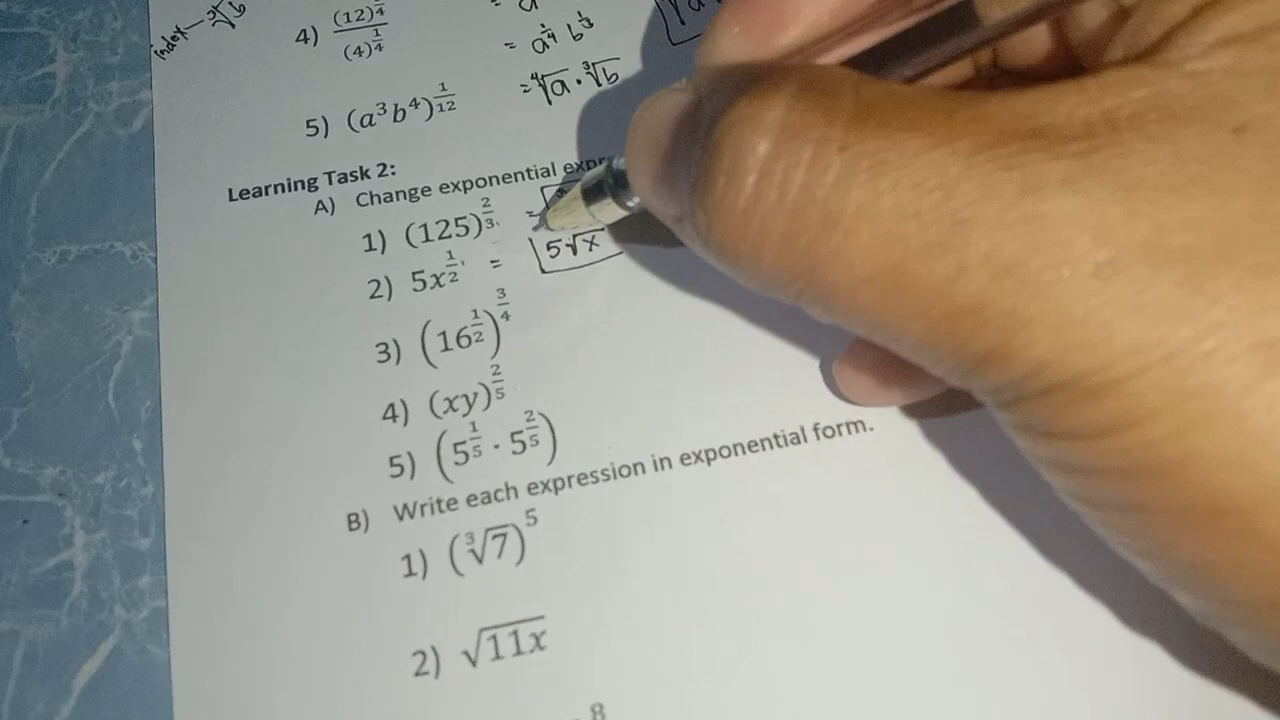 index - ∛b
4) (12)^{1/4} / (4)^{1/4}
= a^{1/4} b^{1/3}
= ⁴√a · ³√b
5) (a³b⁴)^{1/12}
Learning Task 2:
A) Change exponential
1) (125)^{2/3} =
2) 5x^{1/2} = 5√x
3) (16^{1/2})^{3/4}
4) (xy)^{2/5}
5) (5^{1/5} · 5^{2/5})
B) Write each expression in exponential form.
1) (³√7)⁵
2) √11x
8